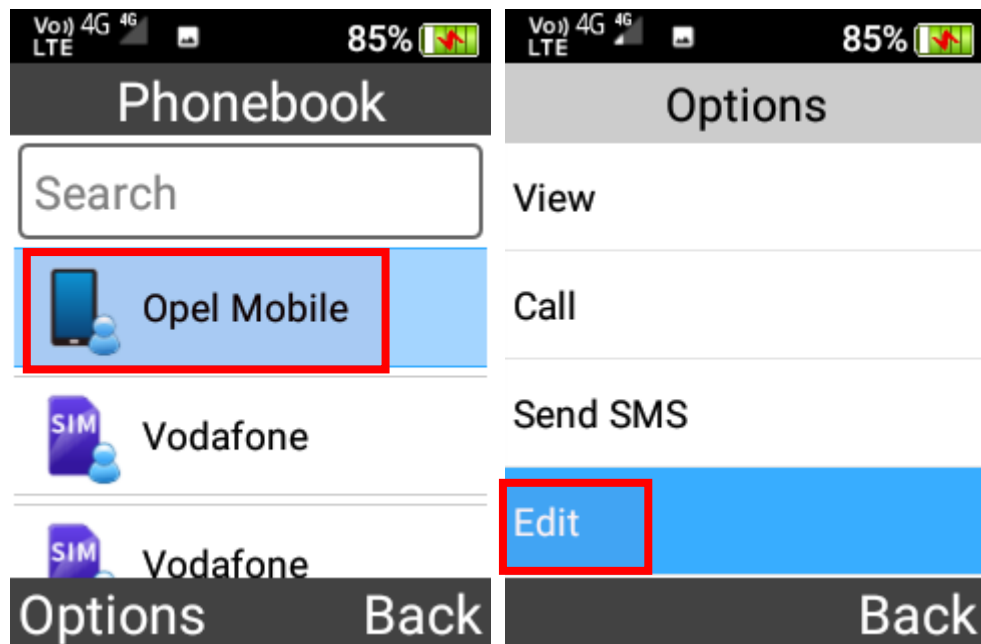 Vo)) 4G 4G 85%
LTE
Phonebook
Search
Opel Mobile
SIM Vodafone
SIM Vodafone
Options Back
Vo)) 4G 4G 85%
LTE
Options
View
Call
Send SMS
Edit
Back